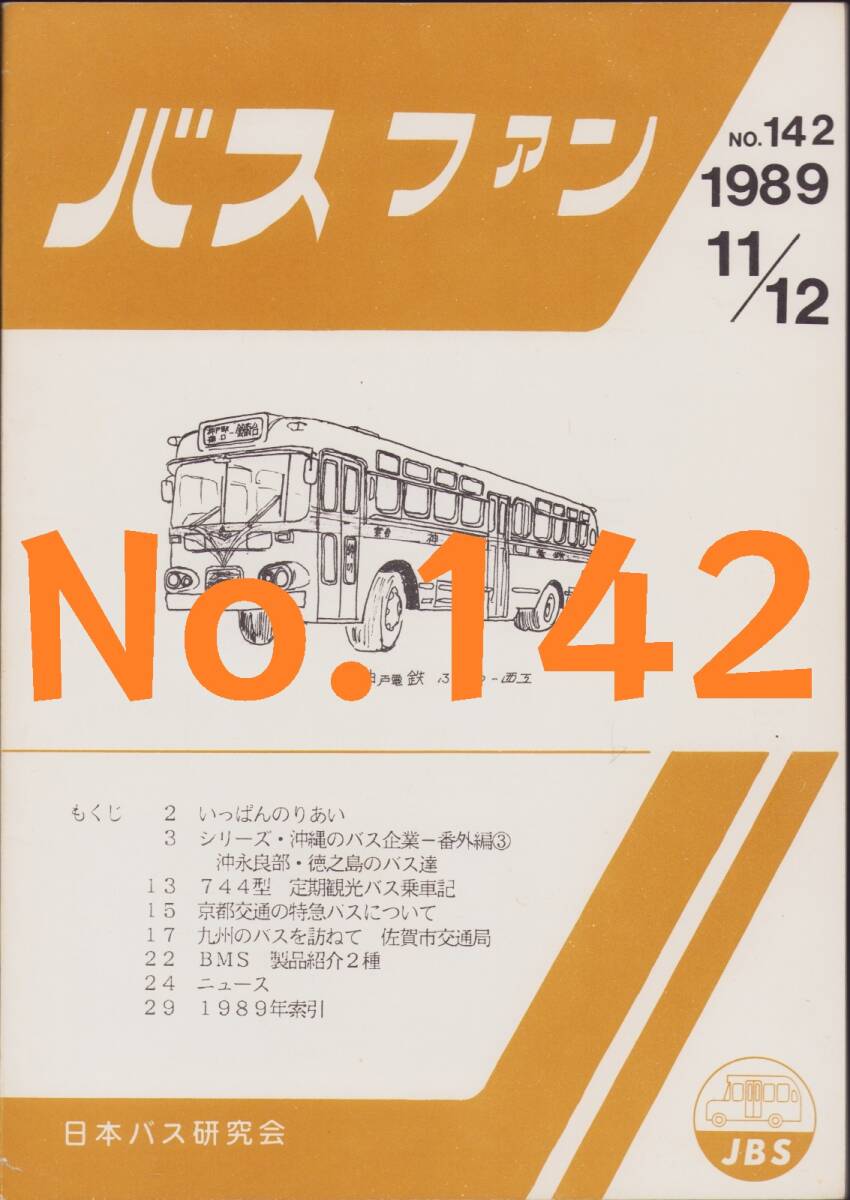 バスファン
NO.142
1989
11/12
No.142
もくじ 2 いっぱんのりあい
3 シリーズ・沖縄のバス企業－番外編③
沖永良部・徳之島のバス達
13 744型 定期観光バス乗車記
15 京都交通の特急バスについて
17 九州のバスを訪ねて 佐賀市交通局
22 BMS 製品紹介2種
24 ニュース
29 1989年索引
日本バス研究会
JBS